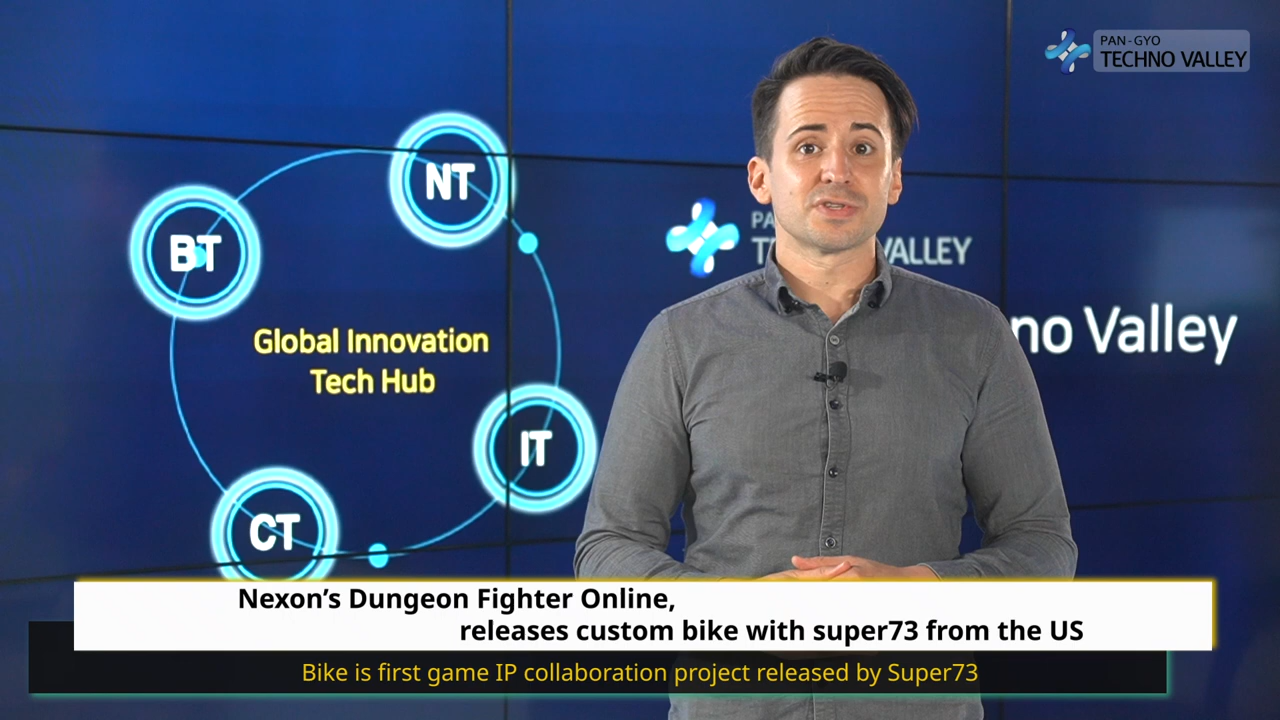 PAN-GYO
TECHNO VALLEY
NT
BT
Global Innovation
Tech Hub
IT
CT
VALLEY
no Valley
Nexon's Dungeon Fighter Online,
releases custom bike with super73 from the US
Bike is first game IP collaboration project released by Super73